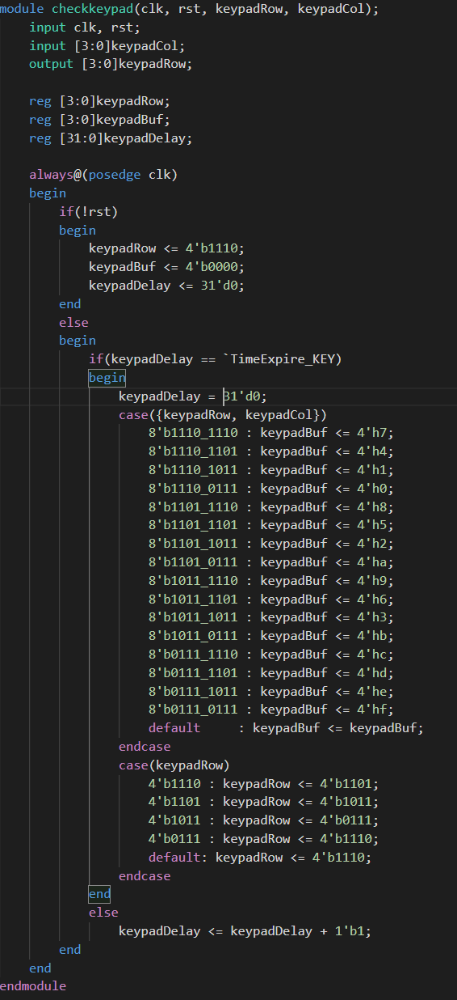 module checkkeypad(clk, rst, keypadRow, keypadCol);
    input clk, rst;
    input [3:0]keypadCol;
    output [3:0]keypadRow;

    reg [3:0]keypadRow;
    reg [3:0]keypadBuf;
    reg [31:0]keypadDelay;

    always@(posedge clk)
    begin
        if(!rst)
        begin
            keypadRow <= 4'b1110;
            keypadBuf <= 4'b0000;
            keypadDelay <= 31'd0;
        end
        else
        begin
            if(keypadDelay == `TimeExpire_KEY)
            begin
                keypadDelay = 31'd0;
                case({keypadRow, keypadCol})
                    8'b1110_1110 : keypadBuf <= 4'h7;
                    8'b1110_1101 : keypadBuf <= 4'h4;
                    8'b1110_1011 : keypadBuf <= 4'h1;
                    8'b1110_0111 : keypadBuf <= 4'h0;
                    8'b1101_1110 : keypadBuf <= 4'h8;
                    8'b1101_1101 : keypadBuf <= 4'h5;
                    8'b1101_1011 : keypadBuf <= 4'h2;
                    8'b1101_0111 : keypadBuf <= 4'ha;
                    8'b1011_1110 : keypadBuf <= 4'h9;
                    8'b1011_1101 : keypadBuf <= 4'h6;
                    8'b1011_1011 : keypadBuf <= 4'h3;
                    8'b1011_0111 : keypadBuf <= 4'hb;
                    8'b0111_1110 : keypadBuf <= 4'hc;
                    8'b0111_1101 : keypadBuf <= 4'hd;
                    8'b0111_1011 : keypadBuf <= 4'he;
                    8'b0111_0111 : keypadBuf <= 4'hf;
                    default     : keypadBuf <= keypadBuf;
                endcase
                case(keypadRow)
                    4'b1110 : keypadRow <= 4'b1101;
                    4'b1101 : keypadRow <= 4'b1011;
                    4'b1011 : keypadRow <= 4'b0111;
                    4'b0111 : keypadRow <= 4'b1110;
                    default: keypadRow <= 4'b1110;
                endcase
            end
            else
                keypadDelay <= keypadDelay + 1'b1;
        end
    end
endmodule